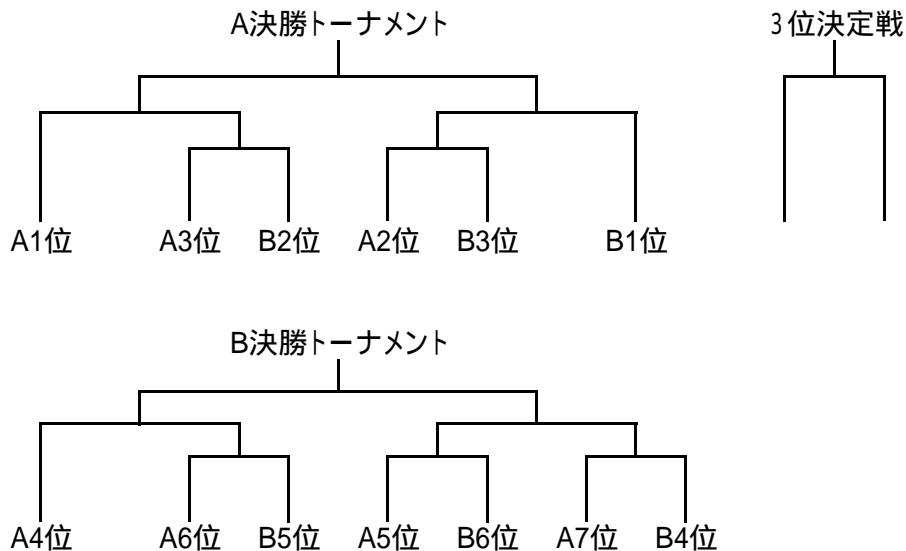 A決勝トーナメント 3位決定戦
A1位 A3位 B2位 A2位 B3位 B1位
B決勝トーナメント
A4位 A6位 B5位 A5位 B6位 A7位 B4位